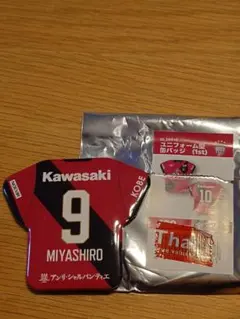 Kawasaki
KOBE
9
MIYASHIRO
アンリ・シャルパンティエ
ユニフォーム型
缶バッジ (1st)
10
Tha